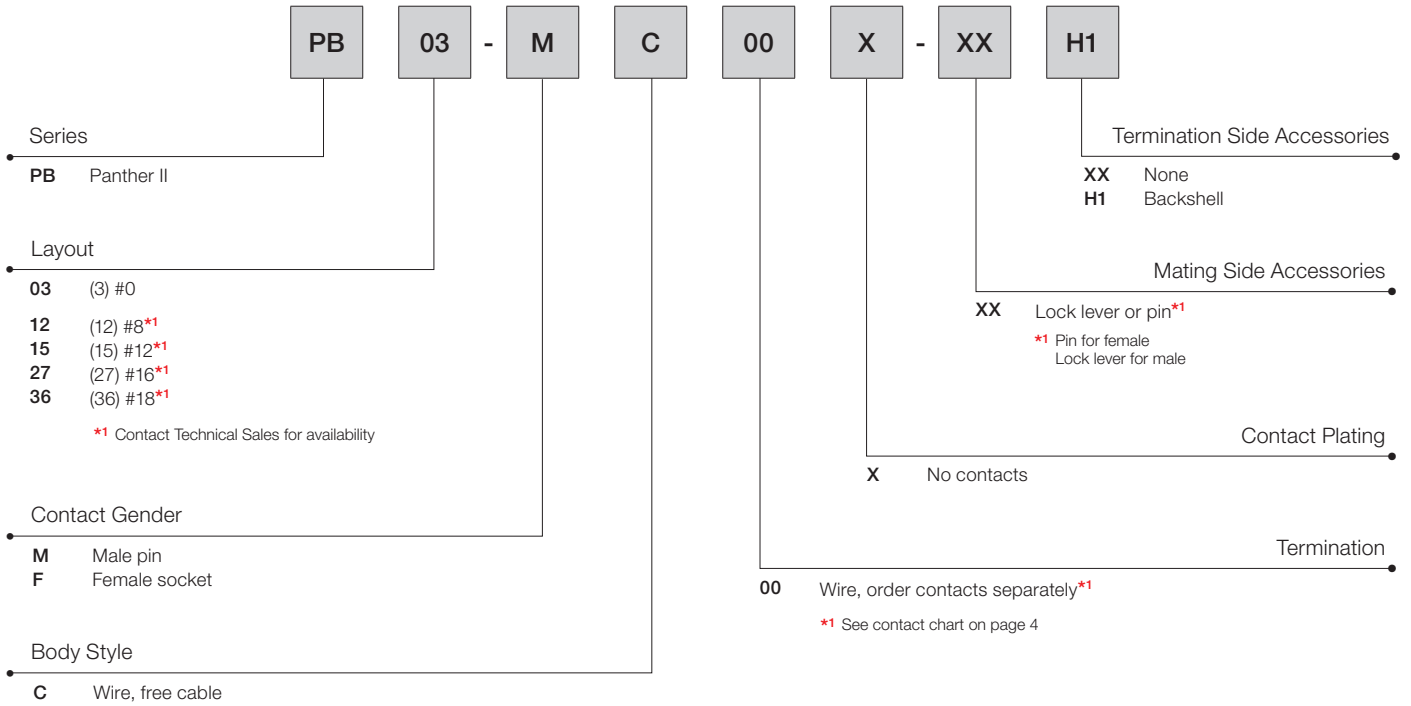 PB 03 - M C 00 X - XX H1
Series
PB Panther II
Layout
03 (3) #0
12 (12) #8*1
15 (15) #12*1
27 (27) #16*1
36 (36) #18*1
*1 Contact Technical Sales for availability
Contact Gender
M Male pin
F Female socket
Body Style
C Wire, free cable
Termination Side Accessories
XX None
H1 Backshell
Mating Side Accessories
XX Lock lever or pin*1
*1 Pin for female
Lock lever for male
Contact Plating
X No contacts
Termination
00 Wire, order contacts separately*1
*1 See contact chart on page 4